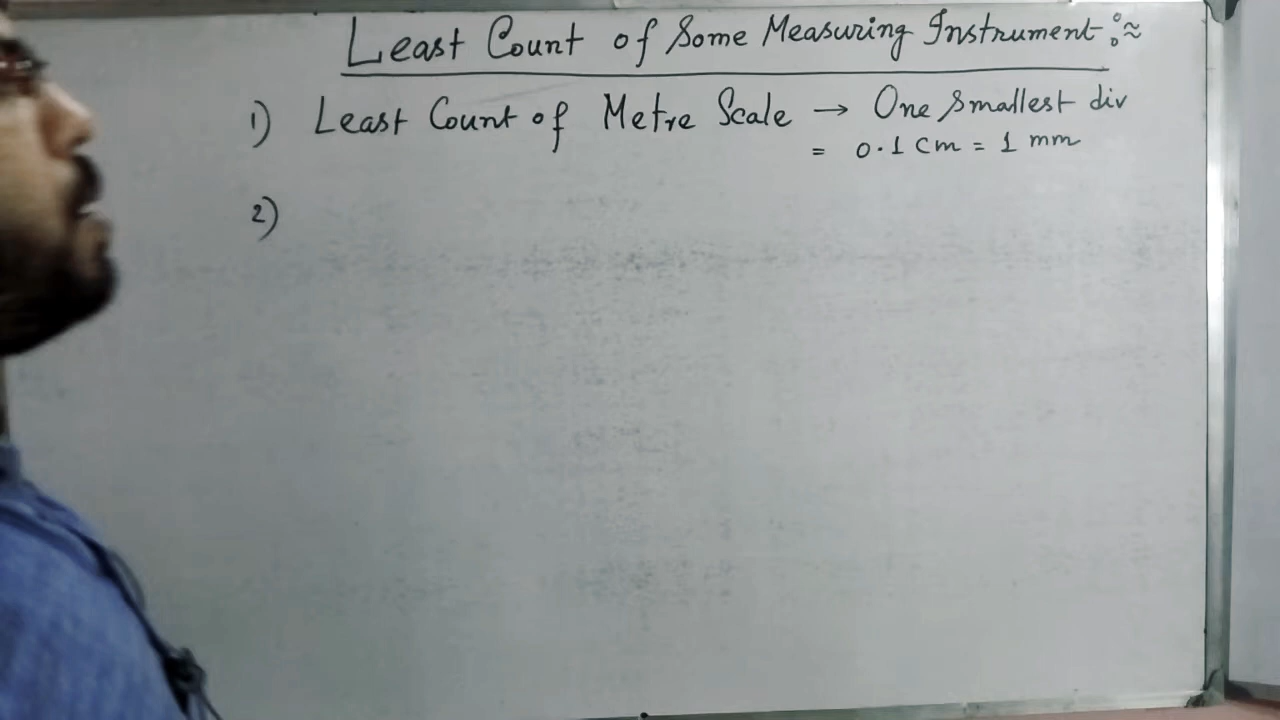 Least Count of Some Measuring Instrument :≈
1) Least Count of Metre Scale → One smallest div
= 0.1 cm = 1 mm
2)